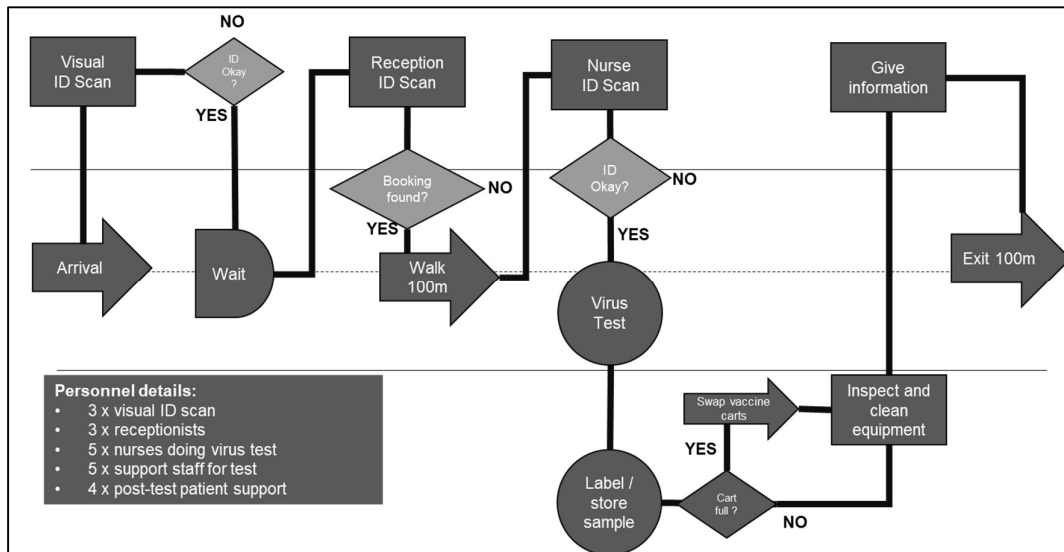 NO
Visual
ID Scan
ID
Okay
?
YES
Reception
ID Scan
Nurse
ID Scan
Give
information
Booking
found?
NO
YES
ID
Okay?
NO
YES
Arrival
Wait
Walk
100m
Virus
Test
Exit 100m
Personnel details:
• 3 x visual ID scan
• 3 x receptionists
• 5 x nurses doing virus test
• 5 x support staff for test
• 4 x post-test patient support
Swap vaccine
carts
Inspect and
clean
equipment
YES
Label /
store
sample
Cart
full ?
NO